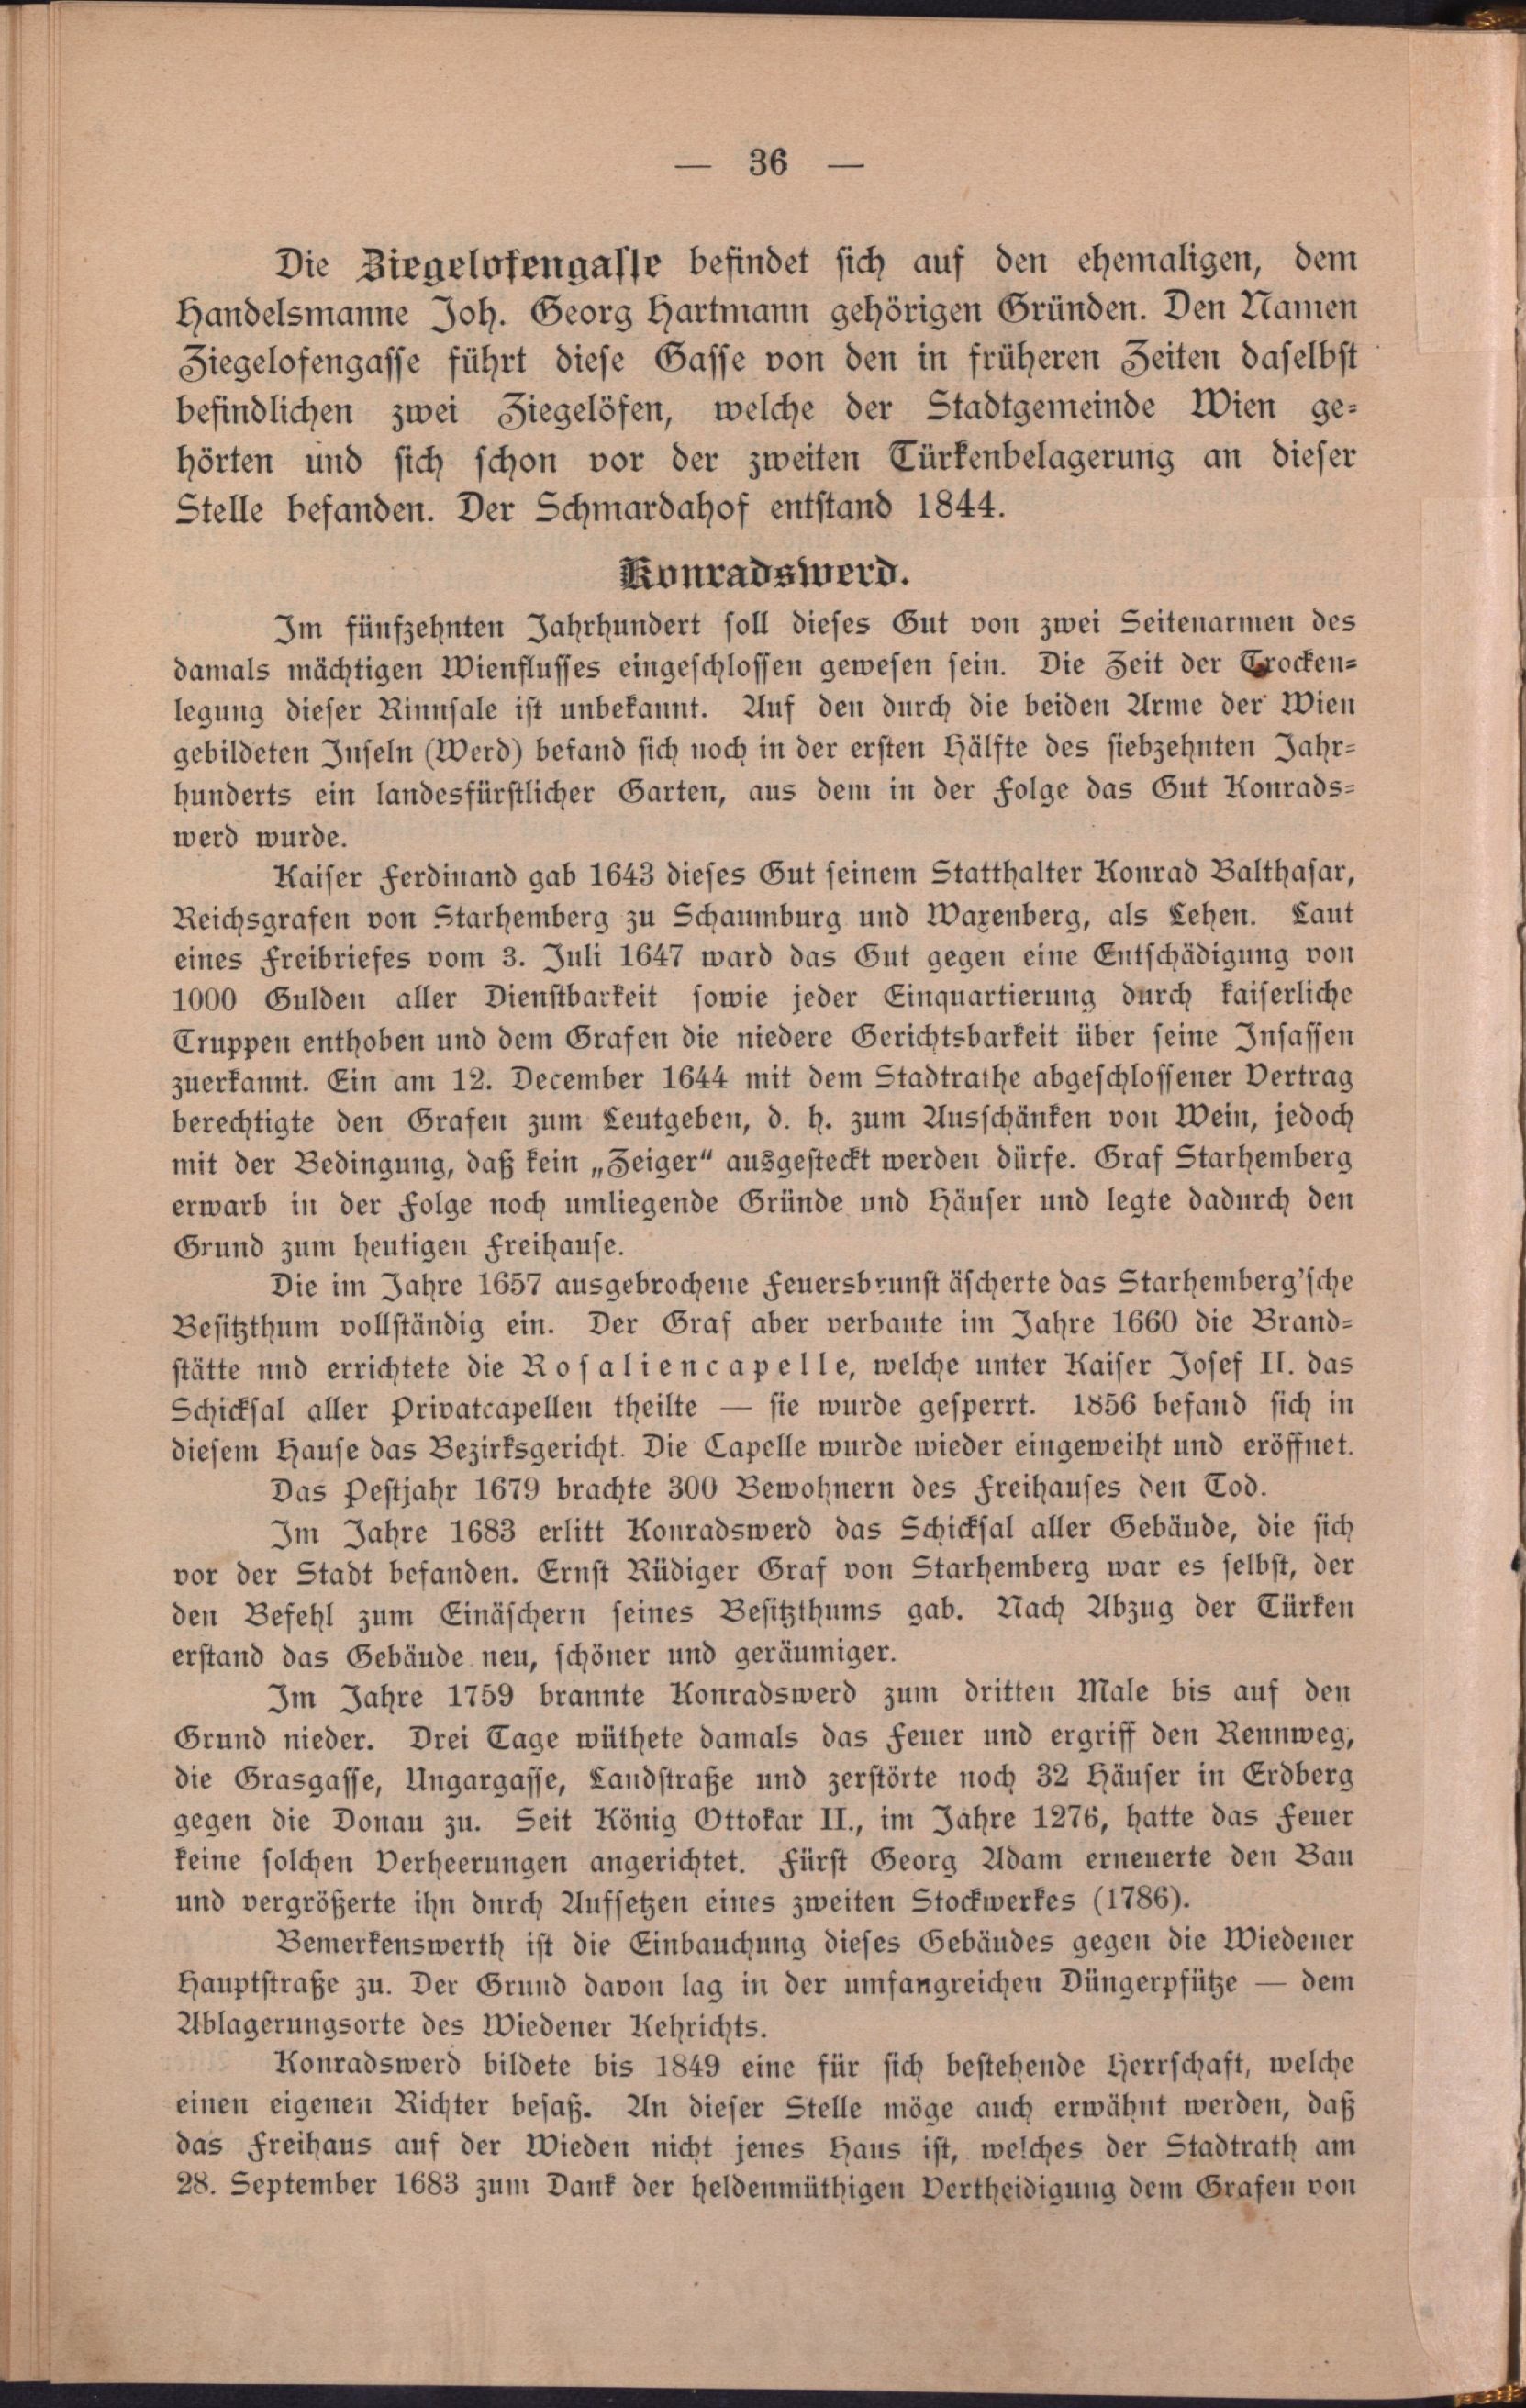 — 36 —
Die Ziegelofengasse befindet sich auf den ehemaligen, dem
Handelsmanne Joh. Georg Hartmann gehörigen Gründen. Den Namen
Ziegelofengasse führt diese Gasse von den in früheren Zeiten daselbst
befindlichen zwei Ziegelöfen, welche der Stadtgemeinde Wien ge-
hörten und sich schon vor der zweiten Türkenbelagerung an dieser
Stelle befanden. Der Schmardahof entstand 1844.
Konradswerd.
Im fünfzehnten Jahrhundert soll dieses Gut von zwei Seitenarmen des
damals mächtigen Wienflusses eingeschlossen gewesen sein. Die Zeit der Trocken-
legung dieser Rinnsale ist unbekannt. Auf den durch die beiden Arme der Wien
gebildeten Inseln (Werd) befand sich noch in der ersten Hälfte des siebzehnten Jahr-
hunderts ein landesfürstlicher Garten, aus dem in der Folge das Gut Konrads-
werd wurde.
Kaiser Ferdinand gab 1643 dieses Gut seinem Statthalter Konrad Balthasar,
Reichsgrafen von Starhemberg zu Schaumburg und Waxenberg, als Lehen. Laut
eines Freibriefes vom 3. Juli 1647 ward das Gut gegen eine Entschädigung von
1000 Gulden aller Dienstbarkeit sowie jeder Einquartierung durch kaiserliche
Truppen enthoben und dem Grafen die niedere Gerichtsbarkeit über seine Insassen
zuerkannt. Ein am 12. December 1644 mit dem Stadtrathe abgeschlossener Vertrag
berechtigte den Grafen zum Leutgeben, d. h. zum Ausschänken von Wein, jedoch
mit der Bedingung, daß kein „Zeiger“ ausgesteckt werden dürfe. Graf Starhemberg
erwarb in der Folge noch umliegende Gründe und Häuser und legte dadurch den
Grund zum heutigen Freihause.
Die im Jahre 1657 ausgebrochene Feuersbrunst äscherte das Starhemberg'sche
Besitzthum vollständig ein. Der Graf aber verbaute im Jahre 1660 die Brand-
stätte und errichtete die Rosaliencapelle, welche unter Kaiser Josef II. das
Schicksal aller Privatcapellen theilte — sie wurde gesperrt. 1856 befand sich in
diesem Hause das Bezirksgericht. Die Capelle wurde wieder eingeweiht und eröffnet.
Das Pestjahr 1679 brachte 300 Bewohnern des Freihauses den Tod.
Im Jahre 1683 erlitt Konradswerd das Schicksal aller Gebäude, die sich
vor der Stadt befanden. Ernst Rüdiger Graf von Starhemberg war es selbst, der
den Befehl zum Einäschern seines Besitzthums gab. Nach Abzug der Türken
erstand das Gebäude neu, schöner und geräumiger.
Im Jahre 1759 brannte Konradswerd zum dritten Male bis auf den
Grund nieder. Drei Tage wüthete damals das Feuer und ergriff den Rennweg,
die Grasgasse, Ungargasse, Landstraße und zerstörte noch 32 Häuser in Erdberg
gegen die Donau zu. Seit König Ottokar II., im Jahre 1276, hatte das Feuer
keine solchen Verheerungen angerichtet. Fürst Georg Adam erneuerte den Bau
und vergrößerte ihn durch Aufsetzen eines zweiten Stockwerkes (1786).
Bemerkenswerth ist die Einbauchung dieses Gebäudes gegen die Wiedener
Hauptstraße zu. Der Grund davon lag in der umfangreichen Düngerpfütze — dem
Ablagerungsorte des Wiedener Kehrichts.
Konradswerd bildete bis 1849 eine für sich bestehende Herrschaft, welche
einen eigenen Richter besaß. An dieser Stelle möge auch erwähnt werden, daß
das Freihaus auf der Wieden nicht jenes Haus ist, welches der Stadtrath am
28. September 1683 zum Dank der heldenmüthigen Vertheidigung dem Grafen von